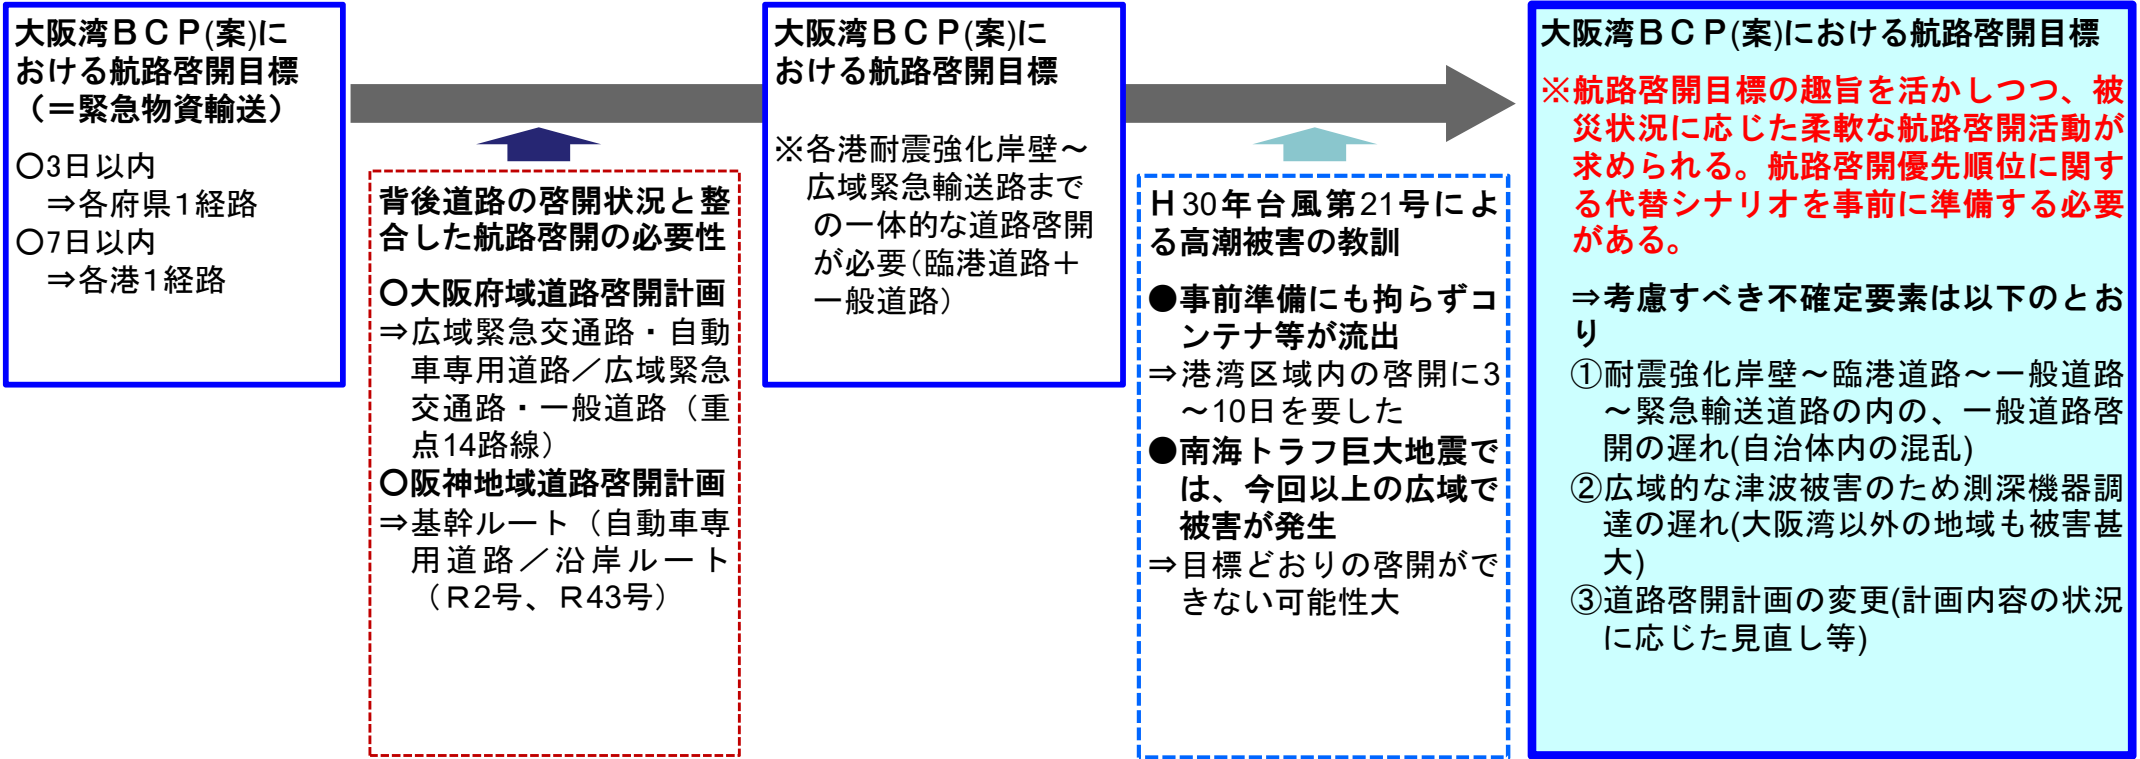 大阪湾ＢＣＰ(案)に
おける航路啓開目標
（＝緊急物資輸送）
〇3日以内
⇒各府県１経路
〇7日以内
⇒各港１経路
背後道路の啓開状況と整
合した航路啓開の必要性
〇大阪府域道路啓開計画
⇒広域緊急交通路・自動
車専用道路／広域緊急
交通路・一般道路（重
点14路線）
〇阪神地域道路啓開計画
⇒基幹ルート（自動車専
用道路／沿岸ルート
（Ｒ2号、Ｒ43号）
大阪湾ＢＣＰ(案)に
おける航路啓開目標
※各港耐震強化岸壁～
広域緊急輸送路まで
の一体的な道路啓開
が必要（臨港道路＋
一般道路）
Ｈ30年台風第21号によ
る高潮被害の教訓
●事前準備にも拘らずコ
ンテナ等が流出
⇒港湾区域内の啓開に3
～10日を要した
●南海トラフ巨大地震で
は、今回以上の広域で
被害が発生
⇒目標どおりの啓開がで
きない可能性大
大阪湾ＢＣＰ(案)における航路啓開目標
※航路啓開目標の趣旨を活かしつつ、被
災状況に応じた柔軟な航路啓開活動が
求められる。航路啓開優先順位に関す
る代替シナリオを事前に準備する必要
がある。
⇒考慮すべき不確定要素は以下のとお
り
①耐震強化岸壁～臨港道路～一般道路
～緊急輸送道路の内の、一般道路啓
開の遅れ(自治体内の混乱)
②広域的な津波被害のため測深機器調
達の遅れ(大阪湾以外の地域も被害甚
大)
③道路啓開計画の変更(計画内容の状況
に応じた見直し等)